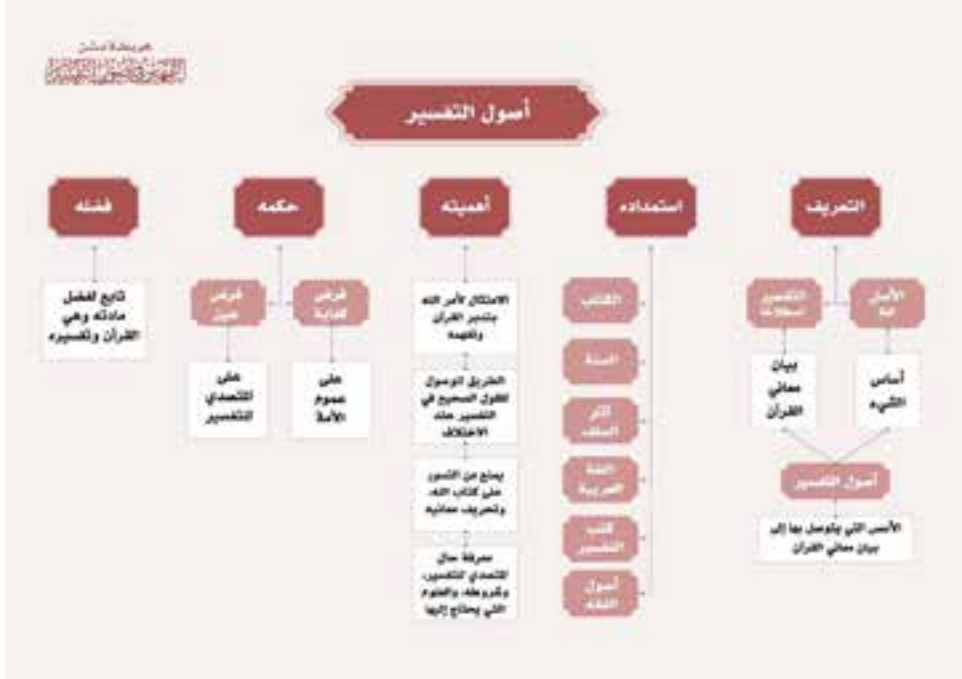 خريطة متن
أصول التفسير
التعريف
الأصل
لغة
أساس
الشيء
التفسير
اصطلاحا
بيان
معاني
القرآن
أصول التفسير
الأسس التي يتوصل بها إلى
بيان معاني القرآن
استمداده
الكتاب
السنة
آثار
السلف
اللغة
العربية
كتب
التفسير
أصول
الفقه
أهميته
الامتثال لأمر الله
بتدبر القرآن
وتفهمه
الطريق للوصول
للقول الصحيح في
التفسير عند
الاختلاف
يمنع من التسور
على كتاب الله،
وتحريف معانيه
معرفة حال
المتصدي للتفسير،
وشروطه، والعلوم
التي يحتاج إليها
حكمه
فرض
كفاية
على
عموم
الأمة
فرض
عين
على
المتصدي
للتفسير
فضله
تابع لفضل
مادته وهي
القرآن وتفسيره